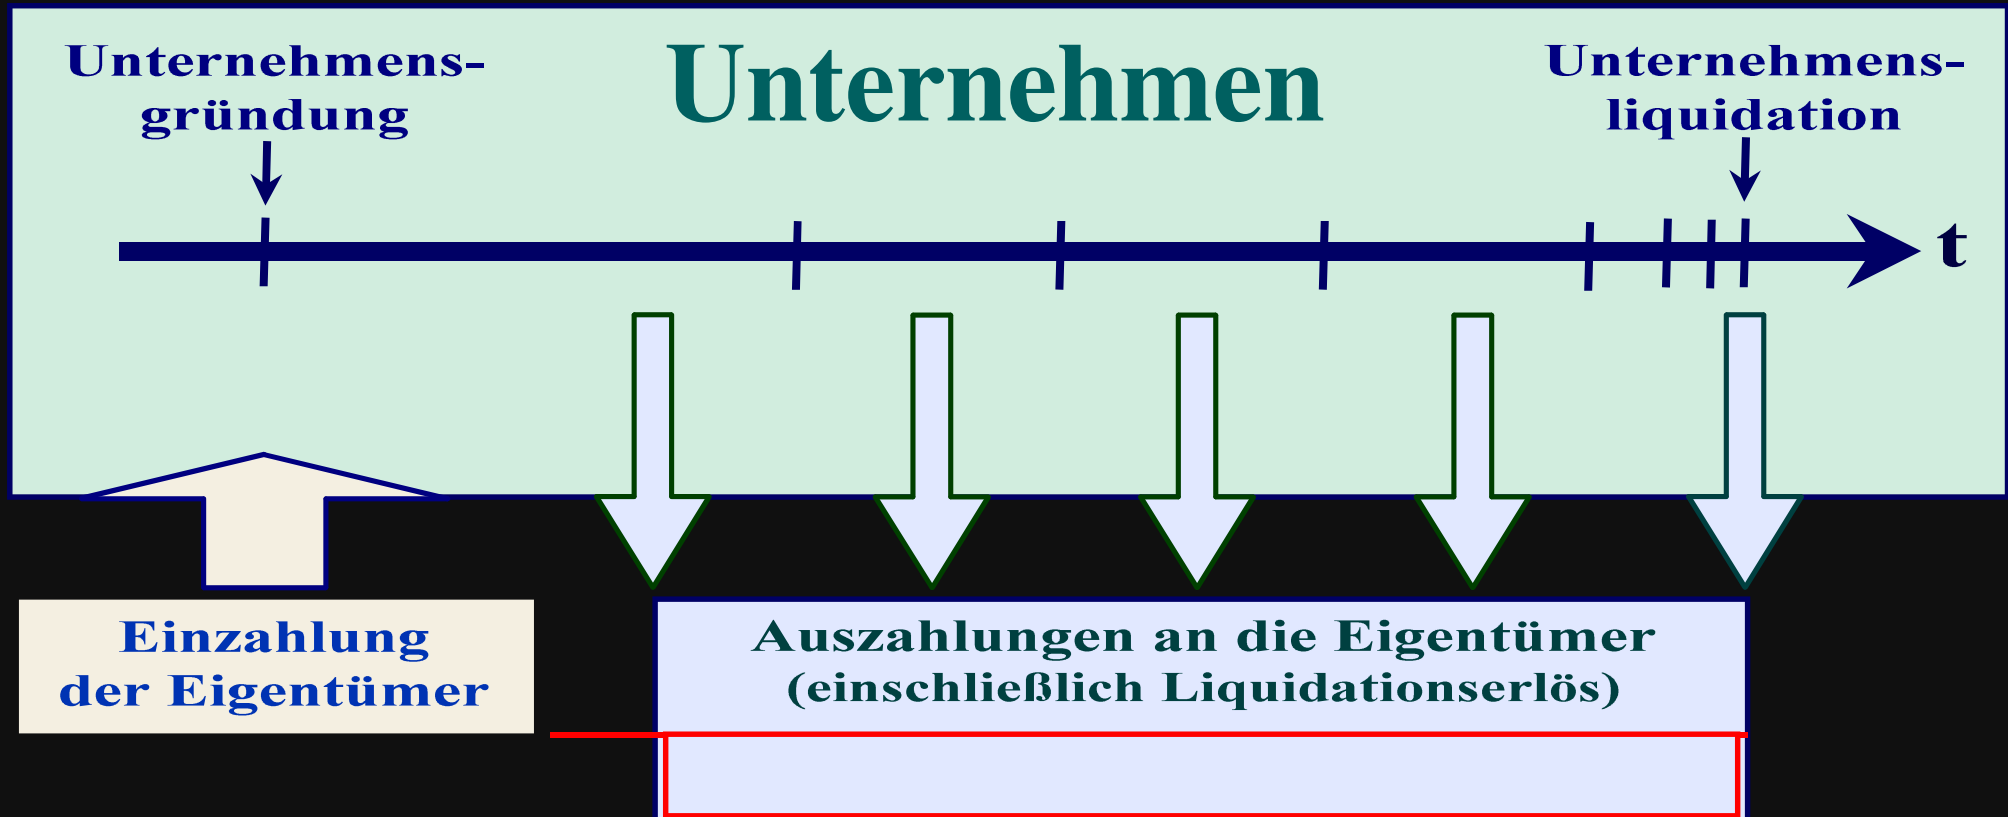 Unternehmens-
gründung
Unternehmen
Unternehmens-
liquidation
t
Einzahlung
der Eigentümer
Auszahlungen an die Eigentümer
(einschließlich Liquidationserlös)